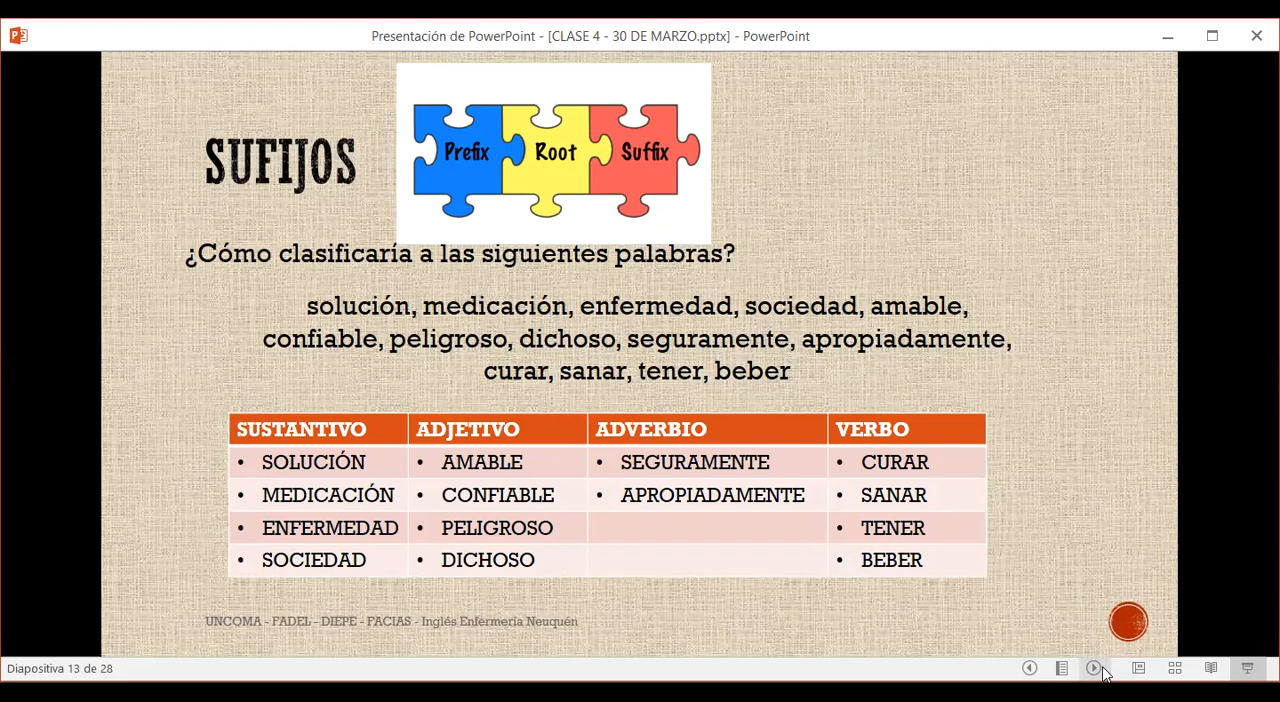 Presentación de PowerPoint - [CLASE 4 - 30 DE MARZO.pptx] - PowerPoint
SUFIJOS
Prefix Root Suffix
¿Cómo clasificaría a las siguientes palabras?
solución, medicación, enfermedad, sociedad, amable,
confiable, peligroso, dichoso, seguramente, apropiadamente,
curar, sanar, tener, beber
SUSTANTIVO ADJETIVO ADVERBIO VERBO
• SOLUCIÓN • AMABLE • SEGURAMENTE • CURAR
• MEDICACIÓN • CONFIABLE • APROPIADAMENTE • SANAR
• ENFERMEDAD • PELIGROSO • TENER
• SOCIEDAD • DICHOSO • BEBER
UNCOMA - FADEL - DIEPE - FACIAS - Inglés Enfermería Neuquén
Diapositiva 13 de 28